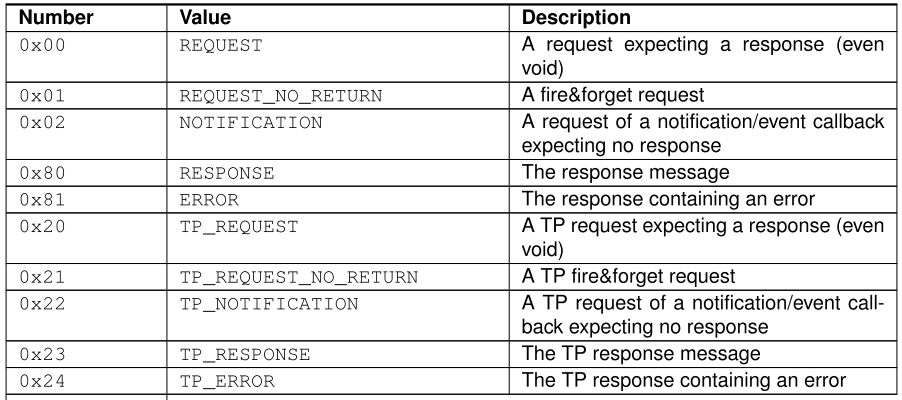 Number Value Description
0x00 REQUEST A request expecting a response (even
void)
0x01 REQUEST_NO_RETURN A fire&forget request
0x02 NOTIFICATION A request of a notification/event callback
expecting no response
0x80 RESPONSE The response message
0x81 ERROR The response containing an error
0x20 TP_REQUEST A TP request expecting a response (even
void)
0x21 TP_REQUEST_NO_RETURN A TP fire&forget request
0x22 TP_NOTIFICATION A TP request of a notification/event call-
back expecting no response
0x23 TP_RESPONSE The TP response message
0x24 TP_ERROR The TP response containing an error